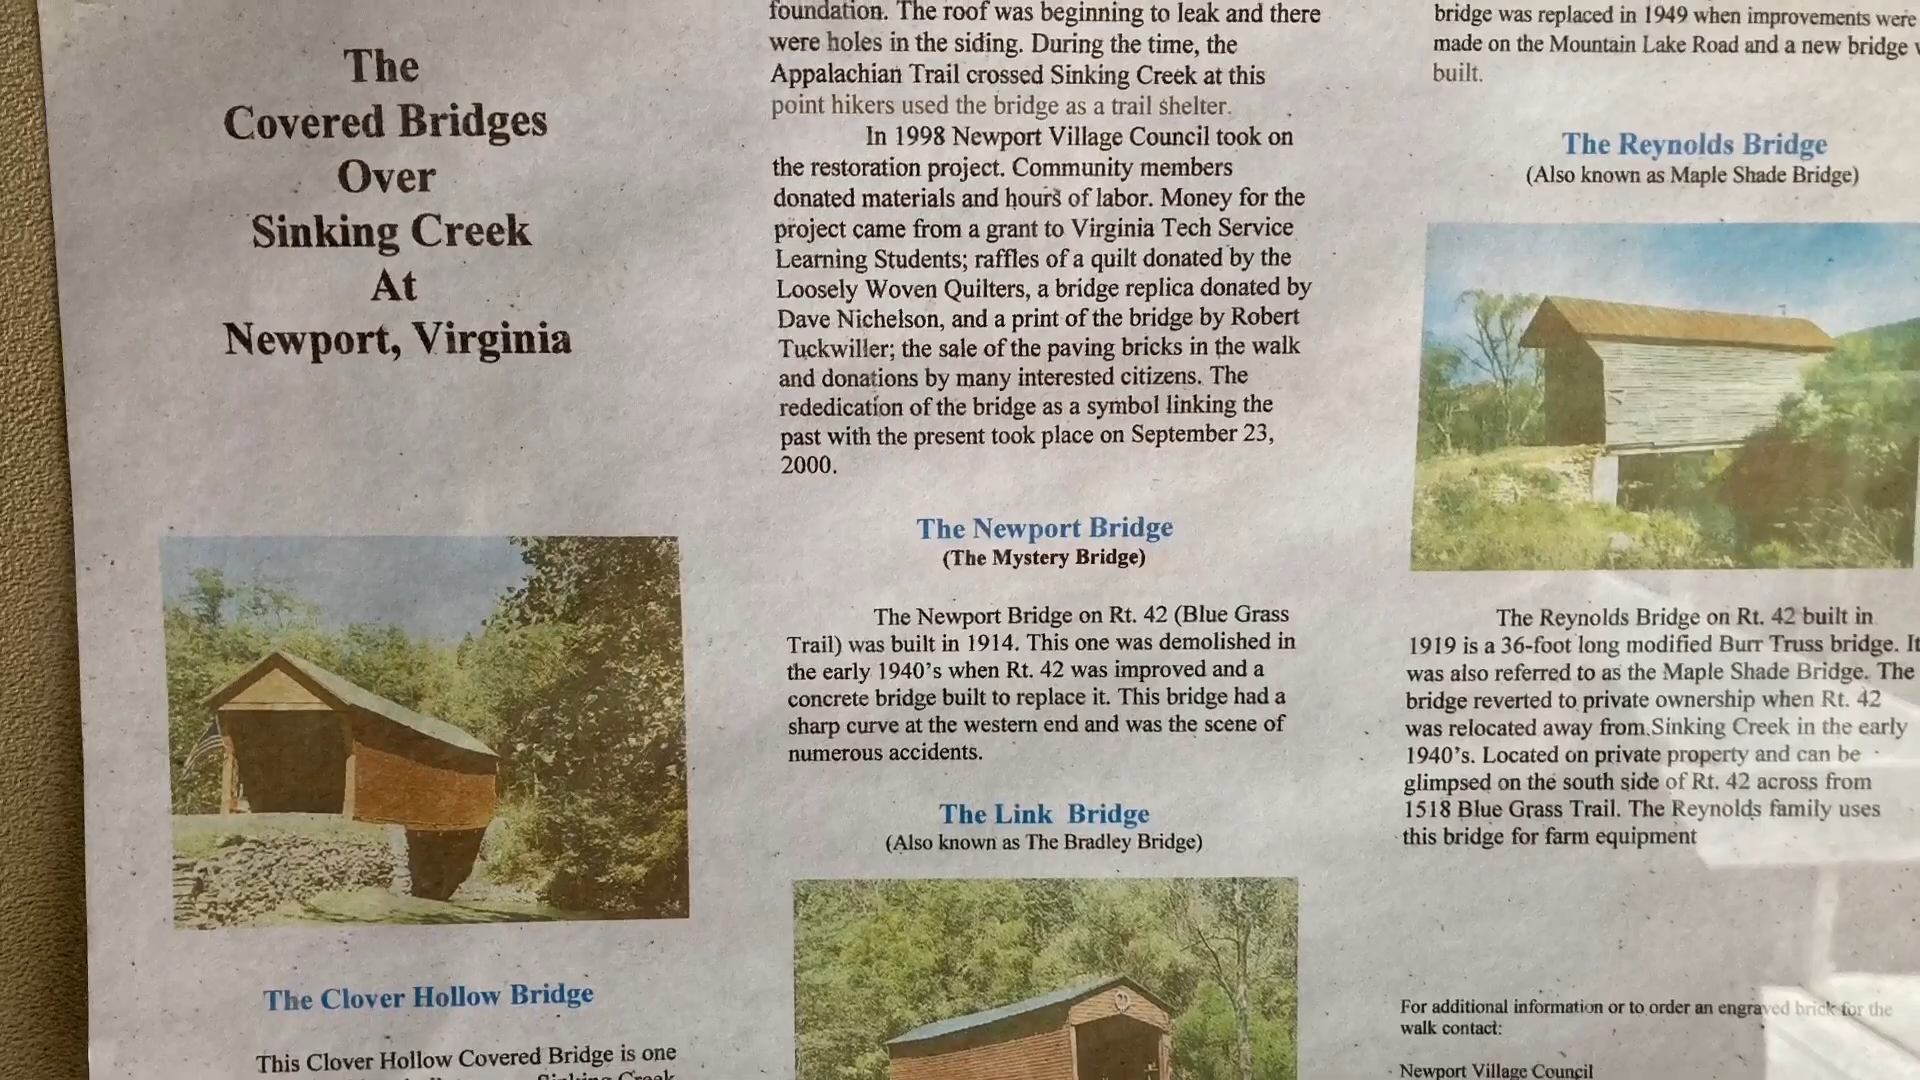 The
Covered Bridges
Over
Sinking Creek
At
Newport, Virginia
The Clover Hollow Bridge
This Clover Hollow Covered Bridge is one
Sinking Creek
foundation. The roof was beginning to leak and there
were holes in the siding. During the time, the
Appalachian Trail crossed Sinking Creek at this
point hikers used the bridge as a trail shelter.
In 1998 Newport Village Council took on
the restoration project. Community members
donated materials and hours of labor. Money for the
project came from a grant to Virginia Tech Service
Learning Students; raffles of a quilt donated by the
Loosely Woven Quilters, a bridge replica donated by
Dave Nichelson, and a print of the bridge by Robert
Tuckwiller; the sale of the paving bricks in the walk
and donations by many interested citizens. The
rededication of the bridge as a symbol linking the
past with the present took place on September 23,
2000.
The Newport Bridge
(The Mystery Bridge)
The Newport Bridge on Rt. 42 (Blue Grass
Trail) was built in 1914. This one was demolished in
the early 1940's when Rt. 42 was improved and a
concrete bridge built to replace it. This bridge had a
sharp curve at the western end and was the scene of
numerous accidents.
The Link Bridge
(Also known as The Bradley Bridge)
bridge was replaced in 1949 when improvements were
made on the Mountain Lake Road and a new bridge
built.
The Reynolds Bridge
(Also known as Maple Shade Bridge)
The Reynolds Bridge on Rt. 42 built in
1919 is a 36-foot long modified Burr Truss bridge. It
was also referred to as the Maple Shade Bridge. The
bridge reverted to private ownership when Rt. 42
was relocated away from Sinking Creek in the early
1940's. Located on private property and can be
glimpsed on the south side of Rt. 42 across from
1518 Blue Grass Trail. The Reynolds family uses
this bridge for farm equipment
For additional information or to order an engraved brick for the
walk contact:
Newport Village Council